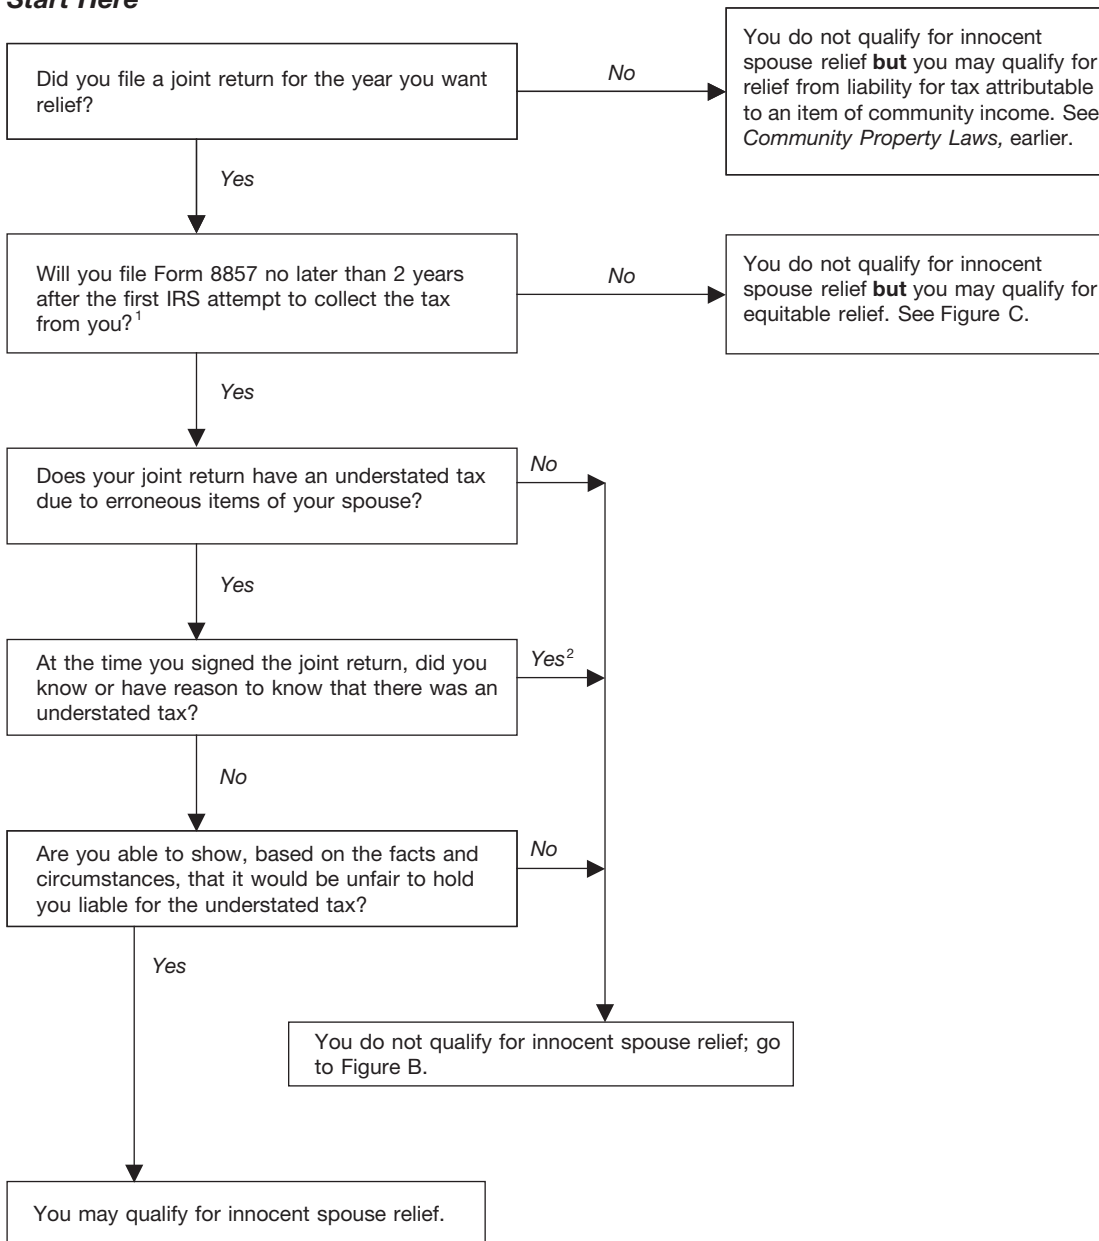 Start Here
Did you file a joint return for the year you want
relief?
No
You do not qualify for innocent
spouse relief but you may qualify for
relief from liability for tax attributable
to an item of community income. See
Community Property Laws, earlier.
Yes
Will you file Form 8857 no later than 2 years
after the first IRS attempt to collect the tax
from you?1
No
You do not qualify for innocent
spouse relief but you may qualify for
equitable relief. See Figure C.
Yes
Does your joint return have an understated tax
due to erroneous items of your spouse?
No
Yes
At the time you signed the joint return, did you
know or have reason to know that there was an
understated tax?
Yes2
No
Are you able to show, based on the facts and
circumstances, that it would be unfair to hold
you liable for the understated tax?
No
Yes
You do not qualify for innocent spouse relief; go
to Figure B.
You may qualify for innocent spouse relief.